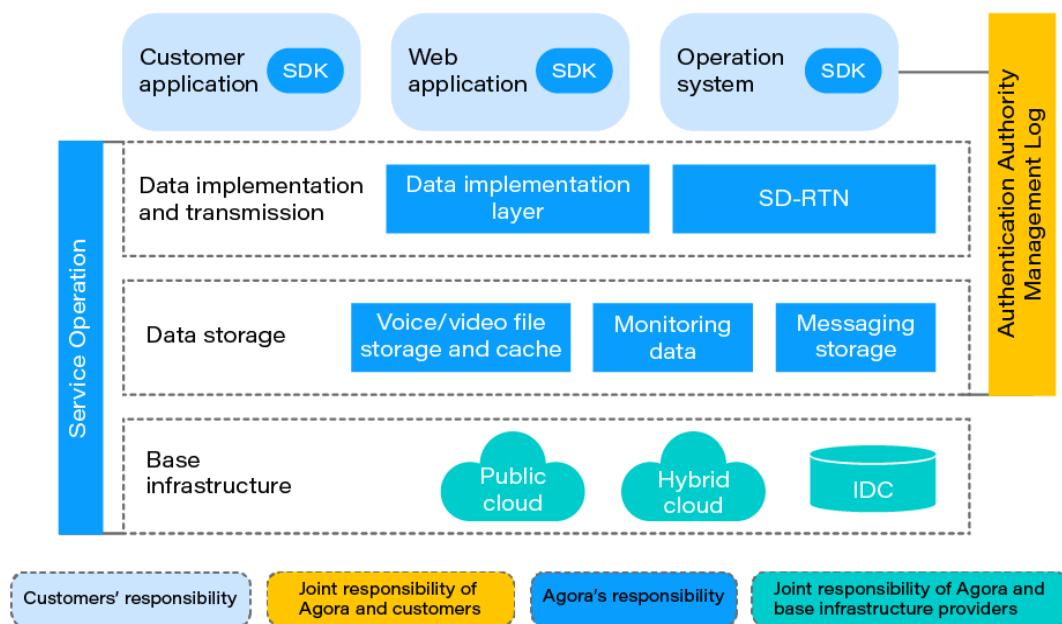 Customer
application
SDK
Web
application
SDK
Operation
system
SDK
Authentication Authority
Management Log
Service Operation
Data implementation
and transmission
Data implementation
layer
SD-RTN
Data storage
Voice/video file
storage and cache
Monitoring
data
Messaging
storage
Base
infrastructure
Public
cloud
Hybrid
cloud
IDC
Customers’ responsibility
Joint responsibility of
Agora and customers
Agora’s responsibility
Joint responsibility of Agora and
base infrastructure providers